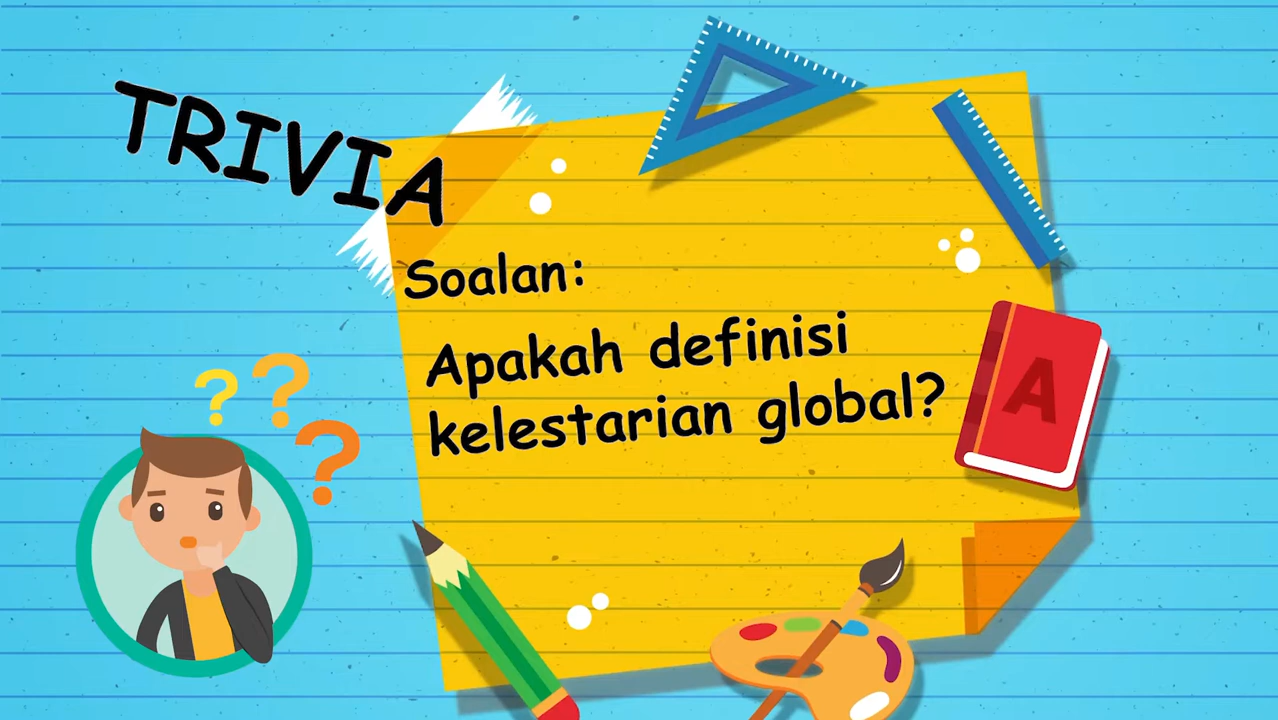 TRIVIA
Soalan:
Apakah definisi
kelestarian global?
? ? ?
A